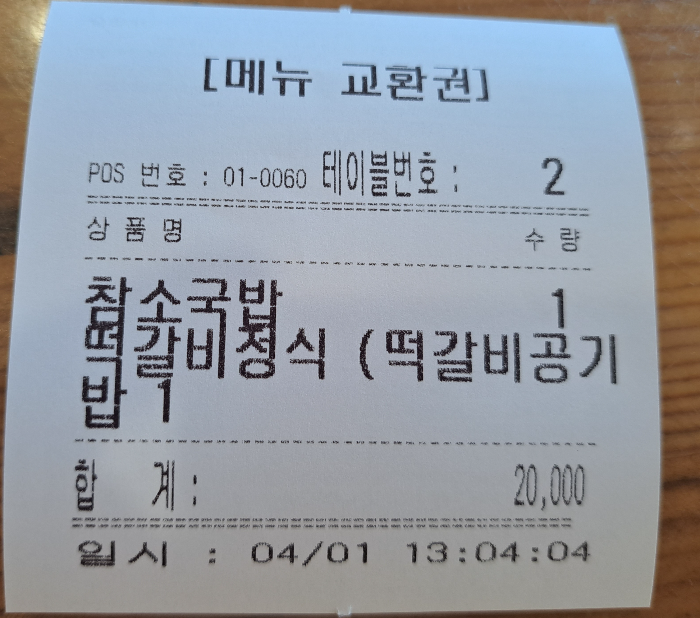 [메뉴 교환권]
POS 번호 : 01-0060 테이블번호 : 2
상 품 명 수 량
참소국밥 1
떡갈비정식 (떡갈비공기
밥 1
합 계 : 20,000
일시 : 04/01 13:04:04